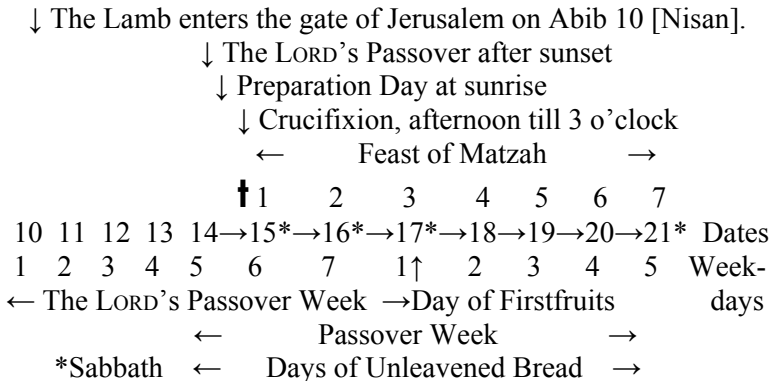 ↓ The Lamb enters the gate of Jerusalem on Abib 10 [Nisan].
↓ The LORD’s Passover after sunset
↓ Preparation Day at sunrise
↓ Crucifixion, afternoon till 3 o’clock
← Feast of Matzah →
✝ 1 2 3 4 5 6 7
10 11 12 13 14→15*→16*→17*→18→19→20→21* Dates
1 2 3 4 5 6 7 1↑ 2 3 4 5 Week-
← The LORD’s Passover Week →Day of Firstfruits days
← Passover Week →
*Sabbath ← Days of Unleavened Bread →